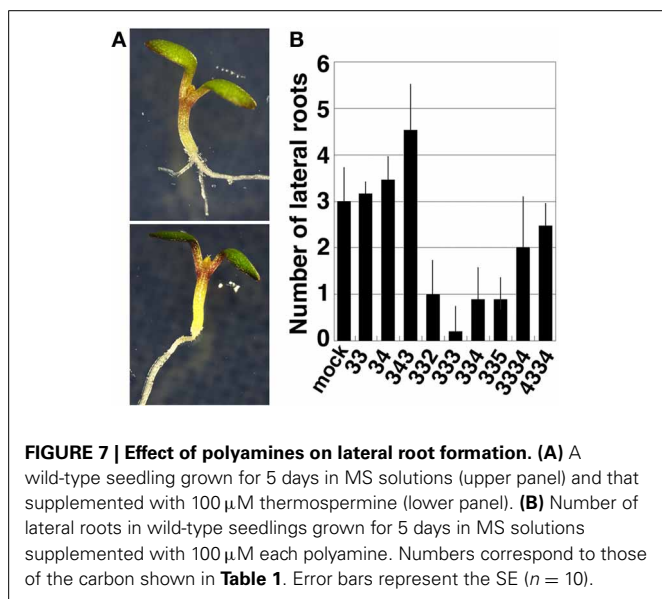 A
B
Number of lateral roots
6
5
4
3
2
1
0
mock
33
34
343
332
333
334
335
3334
4334
FIGURE 7 | Effect of polyamines on lateral root formation. (A) A
wild-type seedling grown for 5 days in MS solutions (upper panel) and that
supplemented with 100 μM thermospermine (lower panel). (B) Number of
lateral roots in wild-type seedlings grown for 5 days in MS solutions
supplemented with 100 μM each polyamine. Numbers correspond to those
of the carbon shown in Table 1. Error bars represent the SE (n = 10).